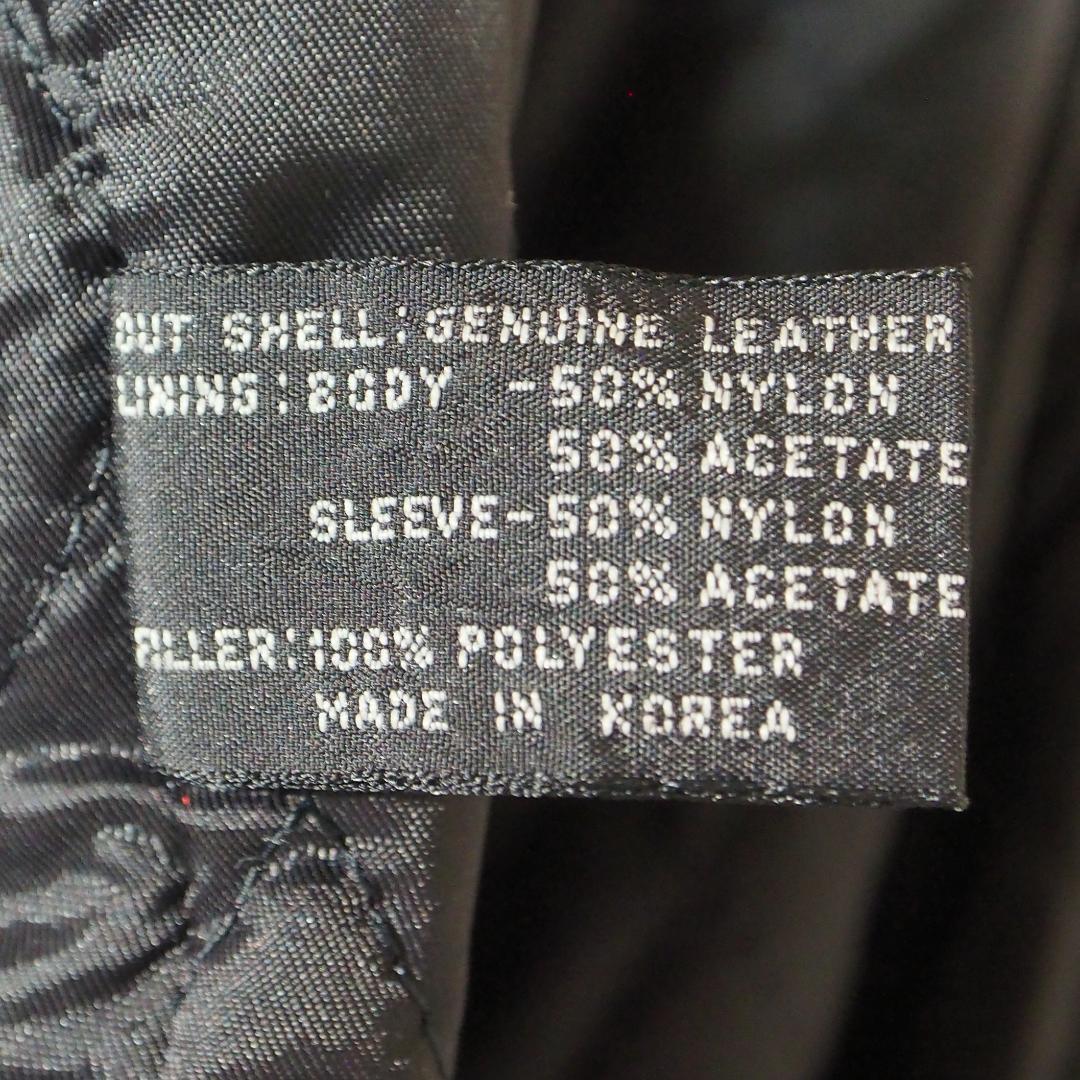 OUT SHELL:GENUINE LEATHER
LINING:BODY -50% NYLON
50% ACETATE
SLEEVE-50% NYLON
50% ACETATE
FILLER:100% POLYESTER
MADE IN KOREA